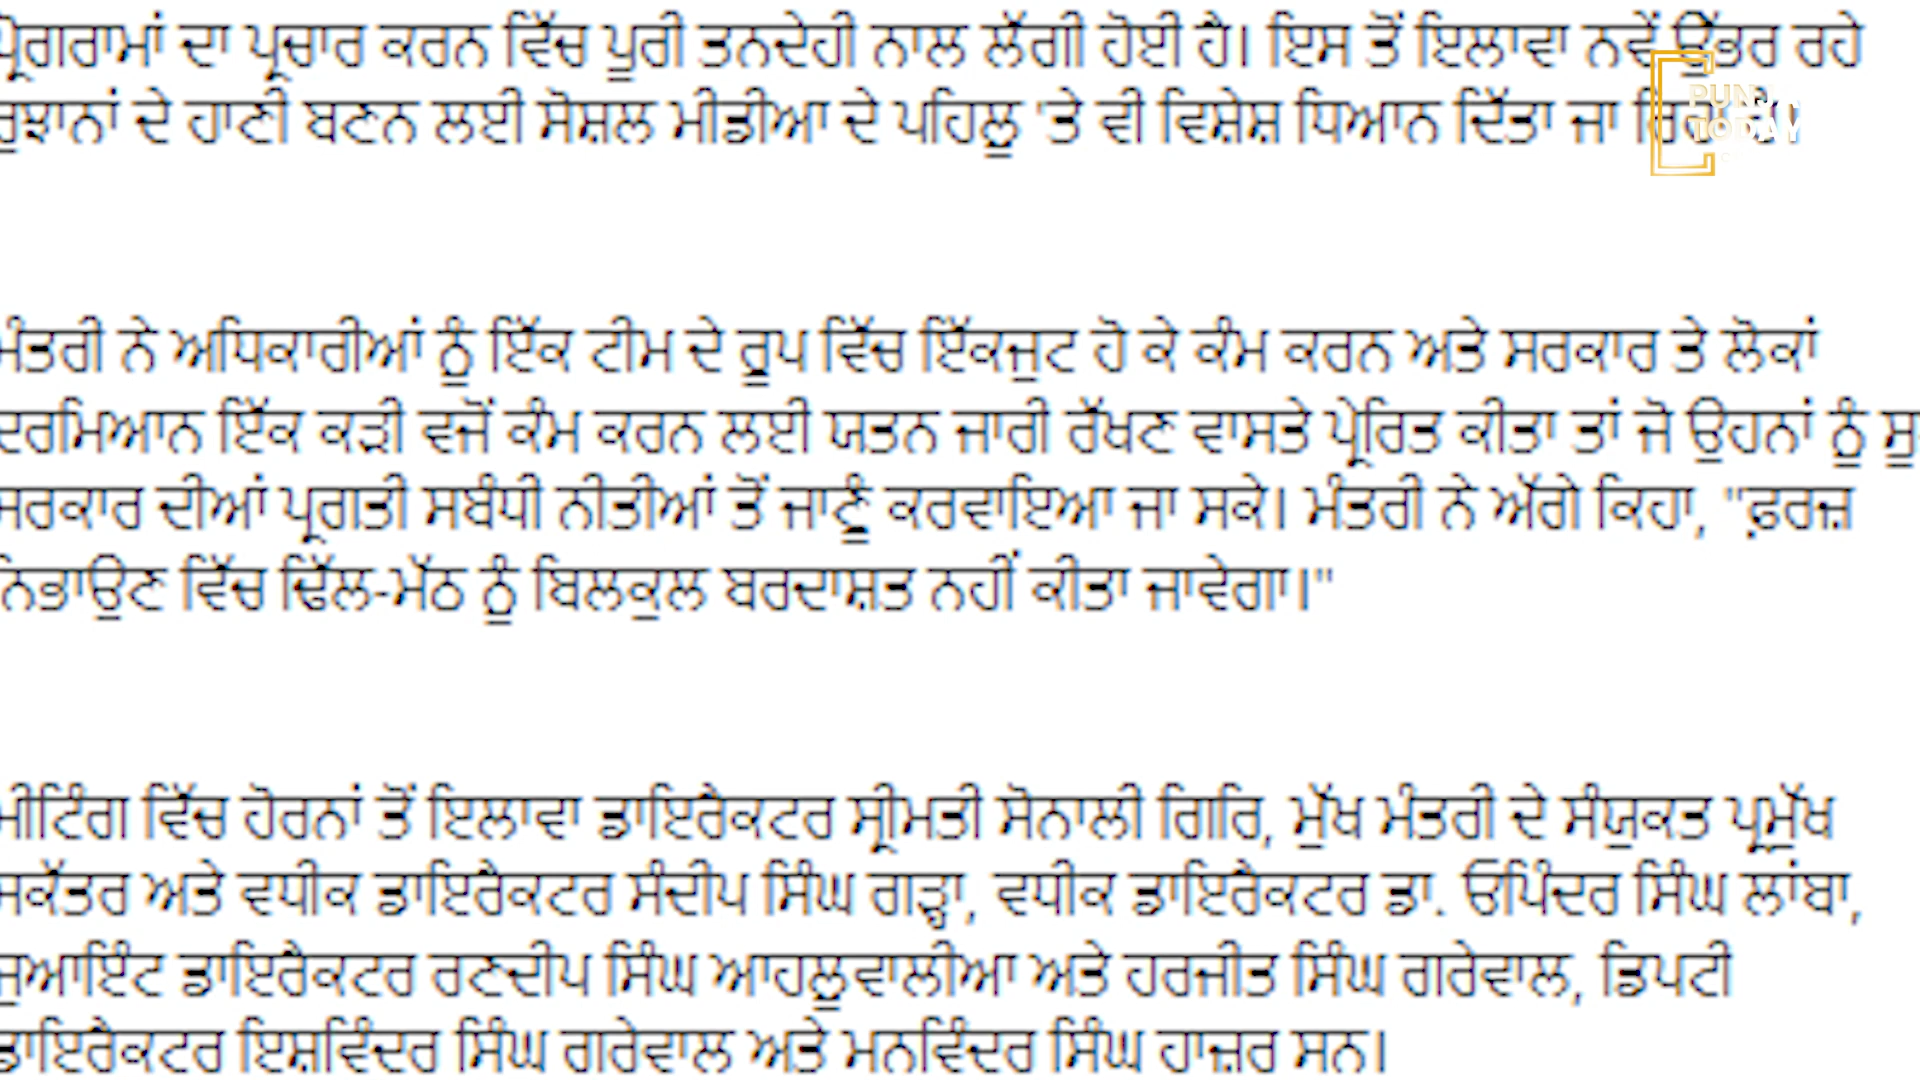 ਪ੍ਰੋਗਰਾਮਾਂ ਦਾ ਪ੍ਰਚਾਰ ਕਰਨ ਵਿੱਚ ਪੂਰੀ ਤਨਦੇਹੀ ਨਾਲ ਲੱਗੀ ਹੋਈ ਹੈ। ਇਸ ਤੋਂ ਇਲਾਵਾ ਨਵੇਂ ਉੱਭਰ ਰਹੇ
ਰੁਝਾਨਾਂ ਦੇ ਹਾਣੀ ਬਣਨ ਲਈ ਸੋਸ਼ਲ ਮੀਡੀਆ ਦੇ ਪਹਿਲੂ 'ਤੇ ਵੀ ਵਿਸ਼ੇਸ਼ ਧਿਆਨ ਦਿੱਤਾ ਜਾ
TODAY
ਮੰਤਰੀ ਨੇ ਅਧਿਕਾਰੀਆਂ ਨੂੰ ਇੱਕ ਟੀਮ ਦੇ ਰੂਪ ਵਿੱਚ ਇੱਕਜੁਟ ਹੋ ਕੇ ਕੰਮ ਕਰਨ ਅਤੇ ਸਰਕਾਰ ਤੇ ਲੋਕਾਂ
ਦਰਮਿਆਨ ਇੱਕ ਕੜੀ ਵਜੋਂ ਕੰਮ ਕਰਨ ਲਈ ਯਤਨ ਜਾਰੀ ਰੱਖਣ ਵਾਸਤੇ ਪ੍ਰੇਰਿਤ ਕੀਤਾ ਤਾਂ ਜੋ ਉਹਨਾਂ ਨੂੰ
ਸਰਕਾਰ ਦੀਆਂ ਪ੍ਰਗਤੀ ਸਬੰਧੀ ਨੀਤੀਆਂ ਤੋਂ ਜਾਣੂੰ ਕਰਵਾਇਆ ਜਾ ਸਕੇ। ਮੰਤਰੀ ਨੇ ਅੱਗੇ ਕਿਹਾ, "ਫ਼ਰਜ਼
ਨਿਭਾਉਣ ਵਿੱਚ ਢਿੱਲ-ਮੱਠ ਨੂੰ ਬਿਲਕੁਲ ਬਰਦਾਸ਼ਤ ਨਹੀਂ ਕੀਤਾ ਜਾਵੇਗਾ।"
ਮੀਟਿੰਗ ਵਿੱਚ ਹੋਰਨਾਂ ਤੋਂ ਇਲਾਵਾ ਡਾਇਰੈਕਟਰ ਸ੍ਰੀਮਤੀ ਸੋਨਾਲੀ ਗਿਰਿ, ਮੁੱਖ ਮੰਤਰੀ ਦੇ ਸੰਯੁਕਤ ਪ੍ਰਮੁੱਖ
ਸਕੱਤਰ ਅਤੇ ਵਧੀਕ ਡਾਇਰੈਕਟਰ ਸੰਦੀਪ ਸਿੰਘ ਗੜ੍ਹਾ, ਵਧੀਕ ਡਾਇਰੈਕਟਰ ਡਾ. ਓਪਿੰਦਰ ਸਿੰਘ ਲਾਂਬਾ,
ਜੁਆਇੰਟ ਡਾਇਰੈਕਟਰ ਰਣਦੀਪ ਸਿੰਘ ਆਹਲੂਵਾਲੀਆ ਅਤੇ ਹਰਜੀਤ ਸਿੰਘ ਗਰੇਵਾਲ, ਡਿਪਟੀ
ਡਾਇਰੈਕਟਰ ਇਸ਼ਵਿੰਦਰ ਸਿੰਘ ਗਰੇਵਾਲ ਅਤੇ ਮਨਵਿੰਦਰ ਸਿੰਘ ਹਾਜ਼ਰ ਸਨ।